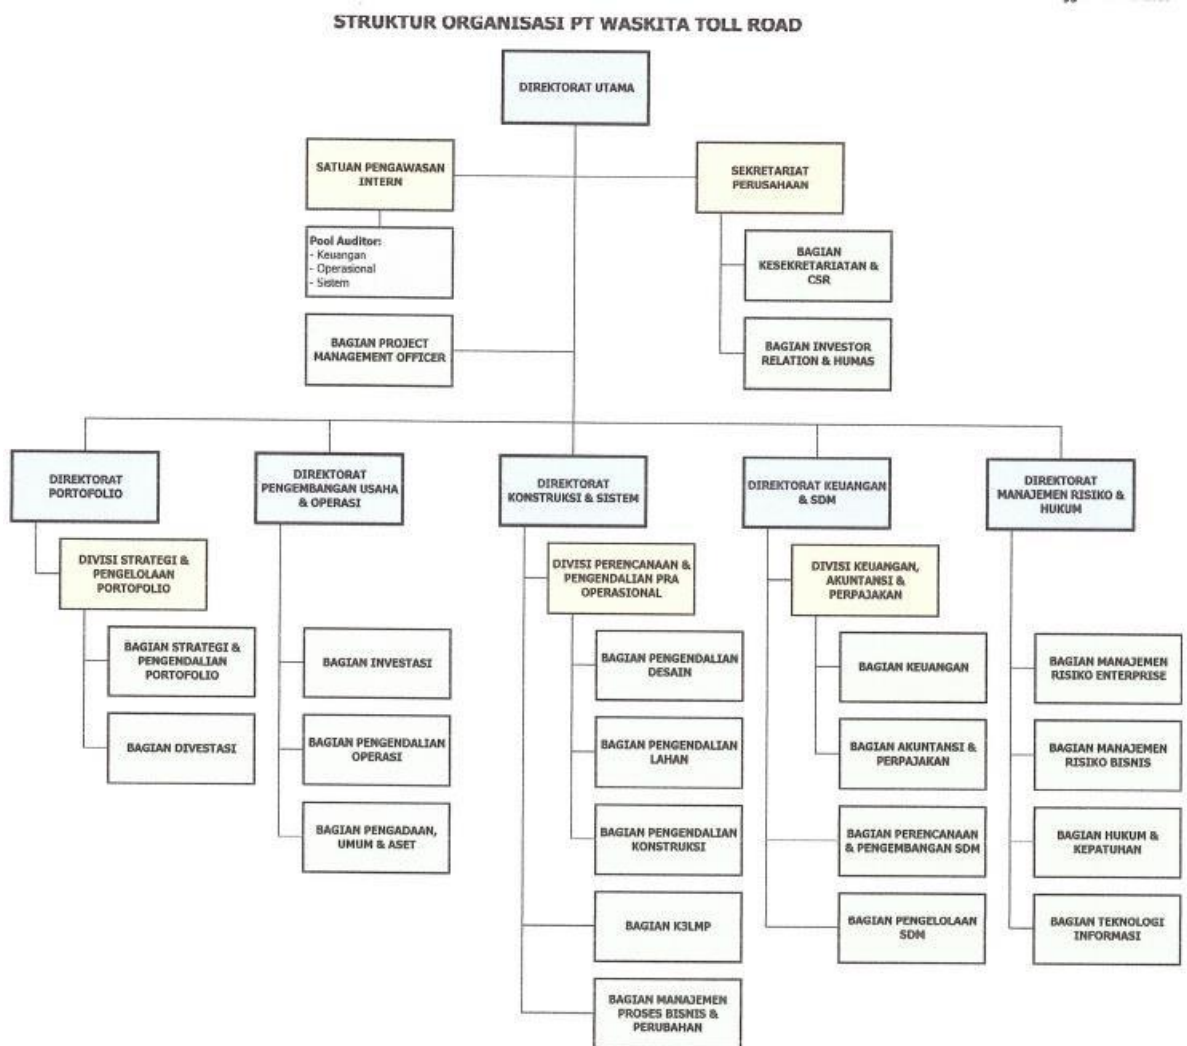 STRUKTUR ORGANISASI PT WASKITA TOLL ROAD
DIREKTORAT UTAMA
SATUAN PENGAWASAN
INTERN
SEKRETARIAT
PERUSAHAAN
Pool Auditor:
- Keuangan
- Operasional
- Sistem
BAGIAN
KESEKRETARIATAN &
CSR
BAGIAN PROJECT
MANAGEMENT OFFICER
BAGIAN INVESTOR
RELATION & HUMAS
DIREKTORAT
PORTOFOLIO
DIREKTORAT
PENGEMBANGAN USAHA
& OPERASI
DIREKTORAT
KONSTRUKSI & SISTEM
DIREKTORAT KEUANGAN
& SDM
DIREKTORAT
MANAJEMEN RISIKO &
HUKUM
DIVISI STRATEGI &
PENGELOLAAN
PORTOFOLIO
DIVISI PERENCANAAN &
PENGENDALIAN PRA
OPERASIONAL
DIVISI KEUANGAN,
AKUNTANSI &
PERPAJAKAN
BAGIAN STRATEGI &
PENGENDALIAN
PORTOFOLIO
BAGIAN INVESTASI
BAGIAN PENGENDALIAN
DESAIN
BAGIAN KEUANGAN
BAGIAN MANAJEMEN
RISIKO ENTERPRISE
BAGIAN DIVESTASI
BAGIAN PENGENDALIAN
OPERASI
BAGIAN PENGENDALIAN
LAHAN
BAGIAN AKUNTANSI &
PERPAJAKAN
BAGIAN MANAJEMEN
RISIKO BISNIS
BAGIAN PENGADAAN,
UMUM & ASET
BAGIAN PENGENDALIAN
KONSTRUKSI
BAGIAN PERENCANAAN
& PENGEMBANGAN SDM
BAGIAN HUKUM &
KEPATUHAN
BAGIAN K3LMP
BAGIAN PENGELOLAAN
SDM
BAGIAN TEKNOLOGI
INFORMASI
BAGIAN MANAJEMEN
PROSES BISNIS &
PERUBAHAN